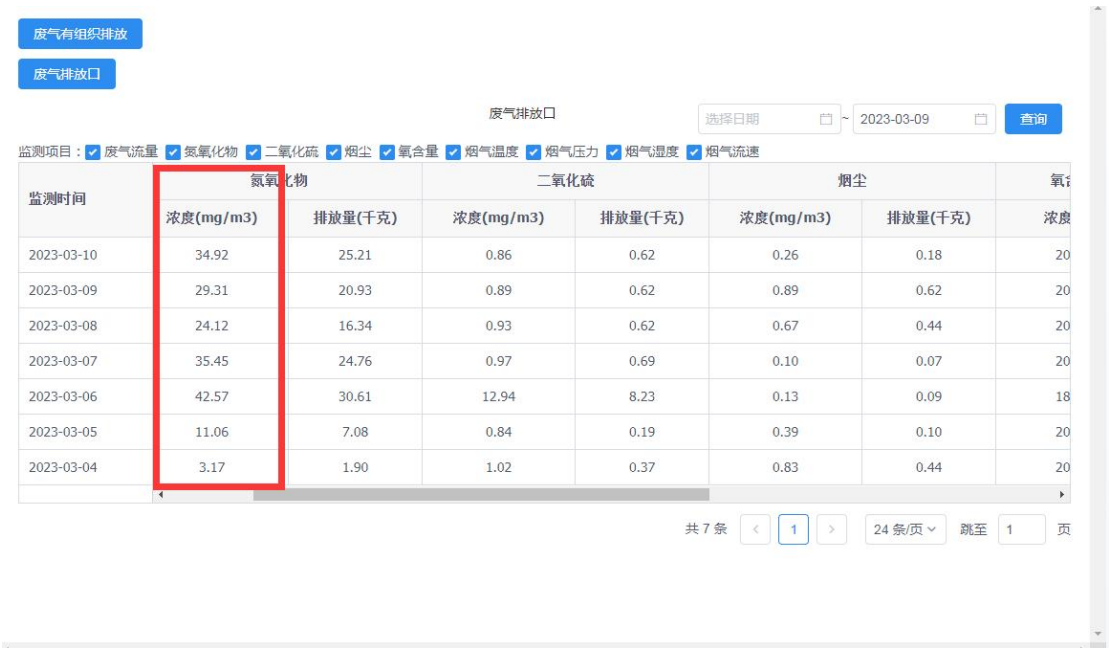 废气有组织排放
废气排放口
废气排放口
选择日期 ~ 2023-03-09 查询
监测项目： 废气流量 氮氧化物 二氧化硫 烟尘 氧含量 烟气温度 烟气压力 烟气湿度 烟气流速
监测时间 氮氧化物 二氧化硫 烟尘
浓度(mg/m3) 排放量(千克) 浓度(mg/m3) 排放量(千克) 浓度(mg/m3) 排放量(千克) 浓度
2023-03-10 34.92 25.21 0.86 0.62 0.26 0.18 20
2023-03-09 29.31 20.93 0.89 0.62 0.89 0.62 20
2023-03-08 24.12 16.34 0.93 0.62 0.67 0.44 20
2023-03-07 35.45 24.76 0.97 0.69 0.10 0.07 20
2023-03-06 42.57 30.61 12.94 8.23 0.13 0.09 18
2023-03-05 11.06 7.08 0.84 0.19 0.39 0.10 20
2023-03-04 3.17 1.90 1.02 0.37 0.83 0.44 20
共 7 条 < 1 > 24 条/页 跳至 1 页